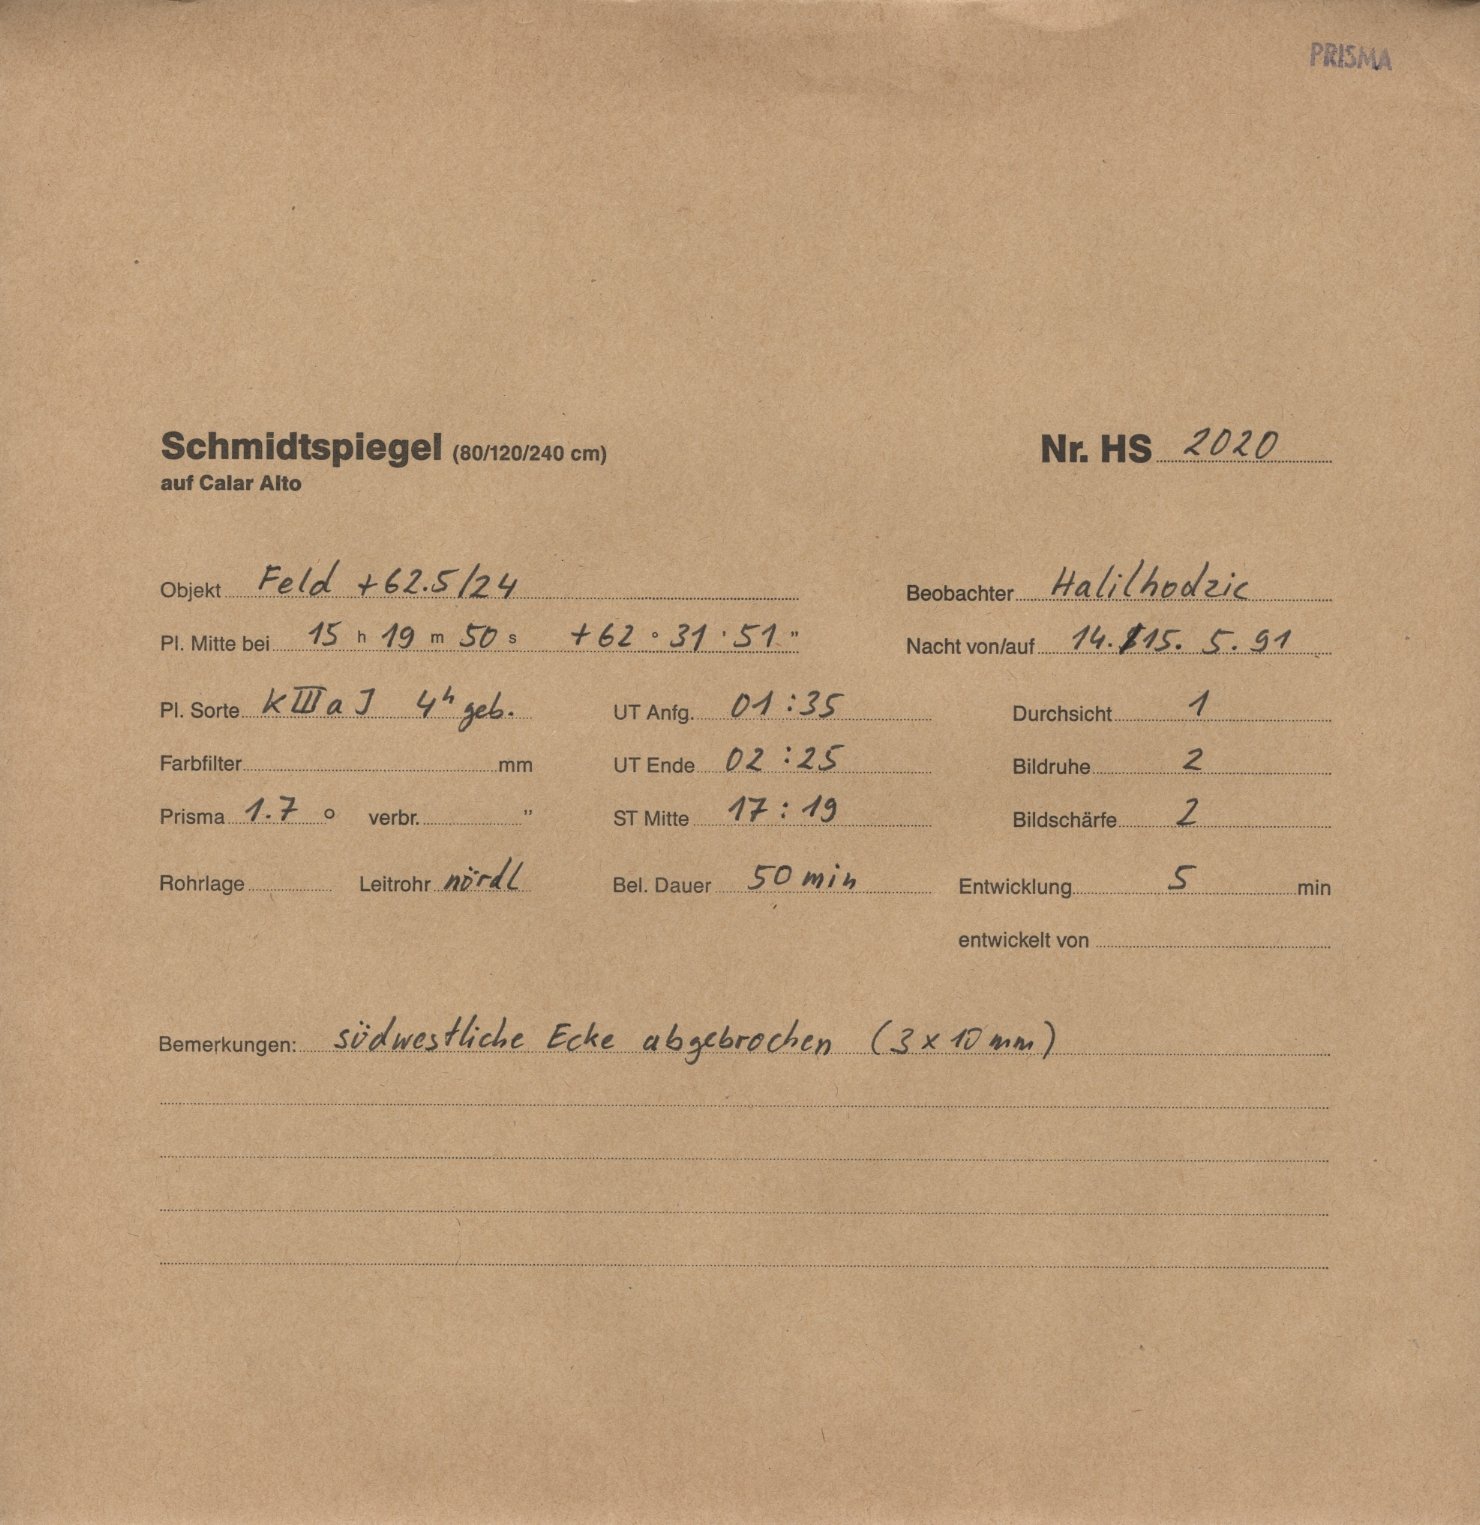 PRISMA
Schmidtspiegel (80/120/240 cm) Nr. HS 2020
auf Calar Alto
Objekt Feld +62.5/24 Beobachter Halilhodzic
Pl. Mitte bei 15 h 19 m 50 s +62 ° 31 ' 51 " Nacht von/auf 14./15. 5. 91
Pl. Sorte KIIIaJ 4h geb. UT Anfg. 01:35 Durchsicht 1
Farbfilter mm UT Ende 02:25 Bildruhe 2
Prisma 1.7 ° verbr. " ST Mitte 17:19 Bildschärfe 2
Rohrlage Leitrohr nördl Bel. Dauer 50 min Entwicklung 5 min
entwickelt von
Bemerkungen: südwestliche Ecke abgebrochen (3 x 10 mm)